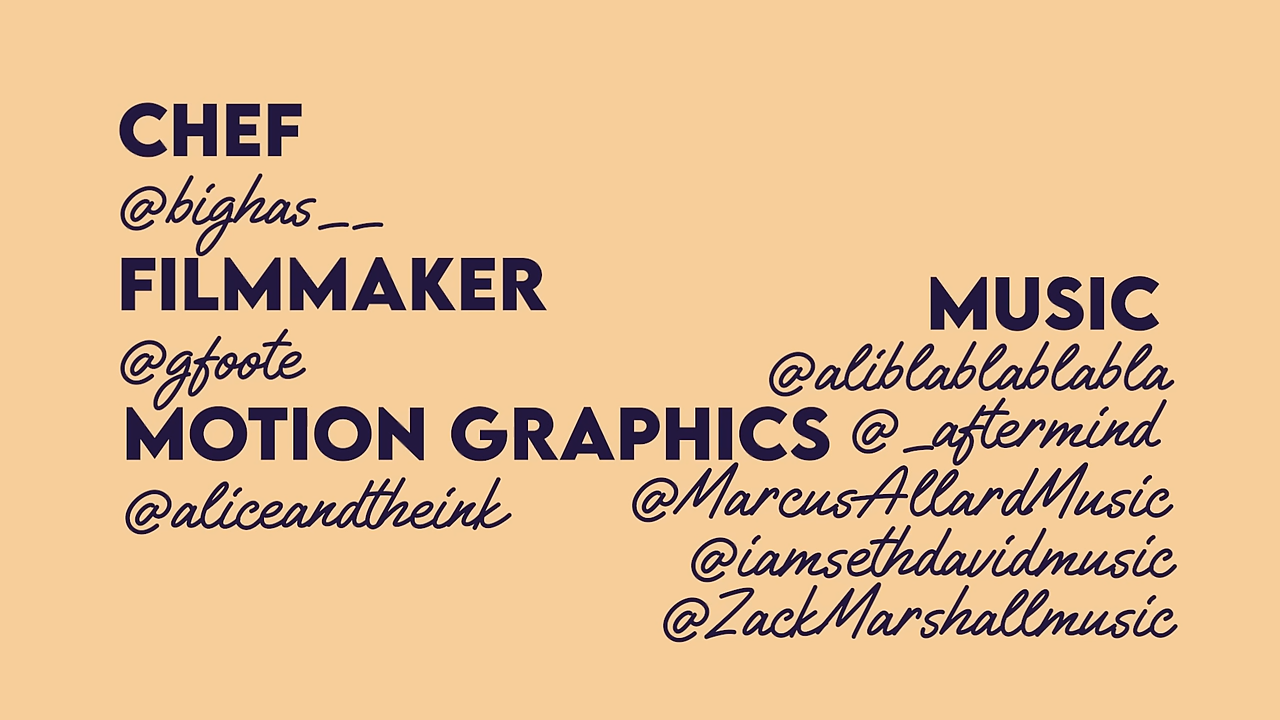 CHEF
@bighas__
FILMMAKER
@gfoote
MOTION GRAPHICS
@aliceandtheink
MUSIC
@aliblablablabla
@_aftermind
@MarcusAllardMusic
@iamsethdavidmusic
@ZackMarshallmusic